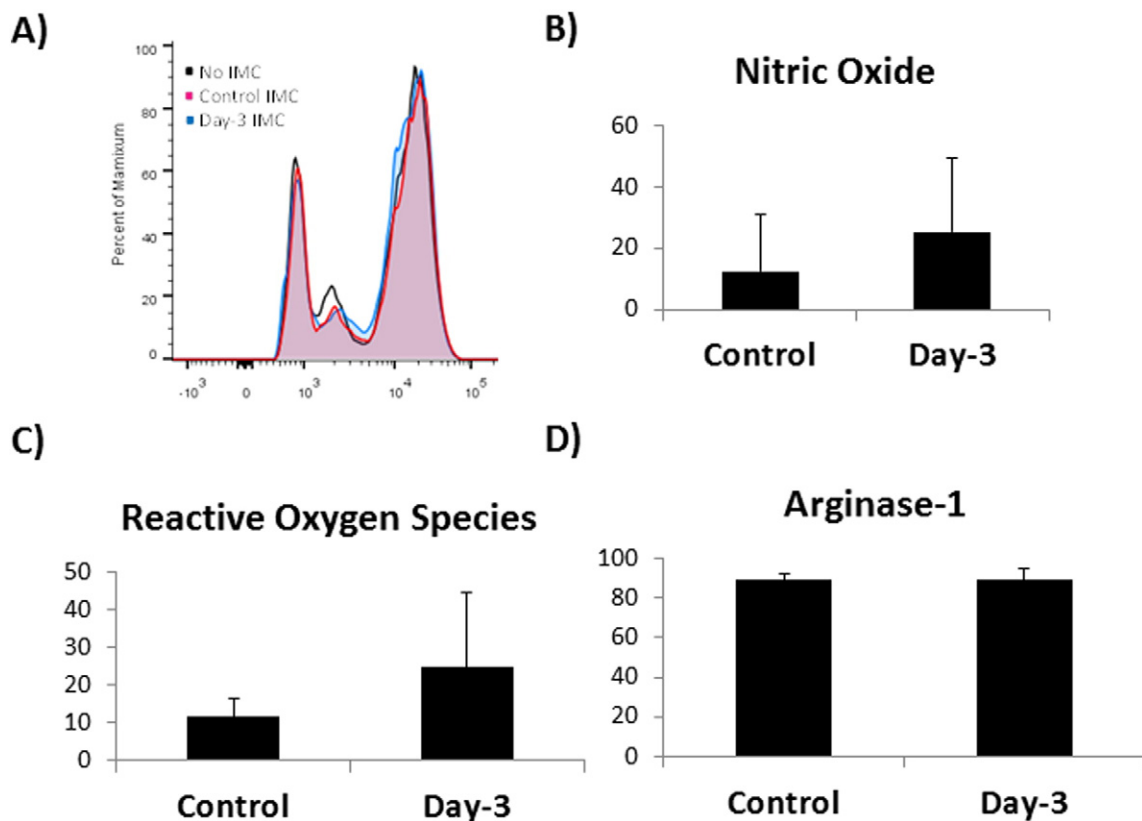 A)
100
80
60
40
20
0
Percent of Mamixum
No IMC
Control IMC
Day-3 IMC
-10³ 0 10³ 10⁴ 10⁵
B)
Nitric Oxide
60
40
20
0
Control Day-3
C)
Reactive Oxygen Species
50
40
30
20
10
0
Control Day-3
D)
Arginase-1
100
80
60
40
20
0
Control Day-3